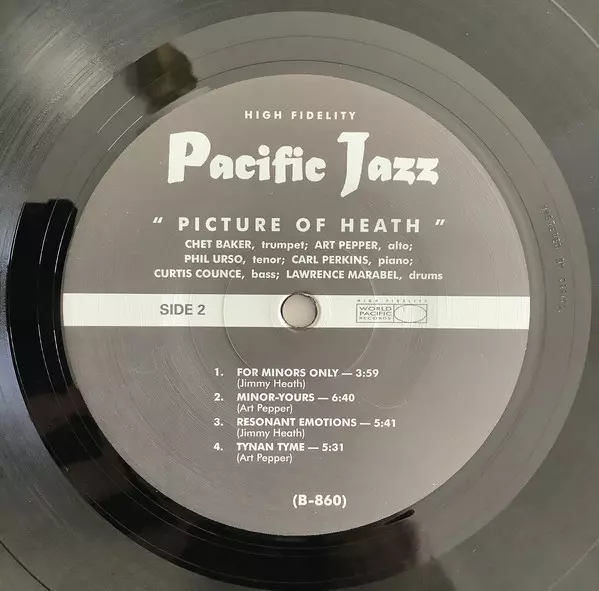 HIGH FIDELITY
Pacific Jazz
" PICTURE OF HEATH "
CHET BAKER, trumpet; ART PEPPER, alto;
PHIL URSO, tenor; CARL PERKINS, piano;
CURTIS COUNCE, bass; LAWRENCE MARABEL, drums
SIDE 2
HIGH FIDELITY
WORLD
PACIFIC
RECORDS
1. FOR MINORS ONLY — 3:59
(Jimmy Heath)
2. MINOR-YOURS — 6:40
(Art Pepper)
3. RESONANT EMOTIONS — 5:41
(Jimmy Heath)
4. TYNAN TYME — 5:31
(Art Pepper)
(B-860)